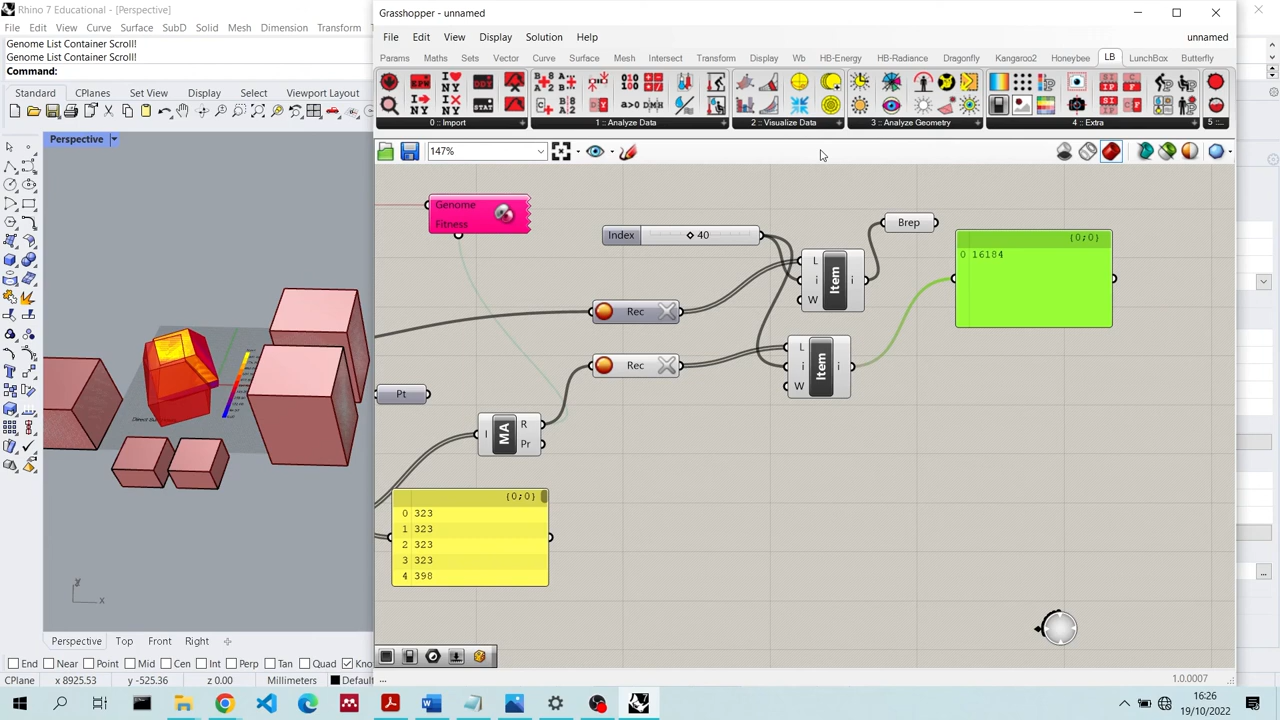 Rhino 7 Educational - [Perspective]
File Edit View Curve Surface SubD Solid Mesh Dimension Transform
Genome List Container Scroll!
Genome List Container Scroll!
Command:
Standard CPlanes Set View Display Select Viewport Layout
Perspective
Perspective Top Front Right
End Near Point Mid Cen Int Perp Tan Quad Kno
CPlane x 8925.53 y -525.36 z 0.00 Millimeters Default
Grasshopper - unnamed
File Edit View Display Solution Help
unnamed
Params Maths Sets Vector Curve Surface Mesh Intersect Transform Display Wb HB-Energy HB-Radiance Dragonfly Kangaroo2 Honeybee LB LunchBox Butterfly
0 :: Import 1 :: Analyze Data 2 :: Visualize Data 3 :: Analyze Geometry 4 :: Extra 5 ::..
147%
Genome
Fitness
Index 40
L
i
W
Item
i
Brep
{0;0}
0 16184
Rec
Rec
L
i
W
Item
i
Pt
I
MA
R
Pr
{0;0}
0 323
1 323
2 323
3 323
4 398
...
1.0.0007
16:26
19/10/2022